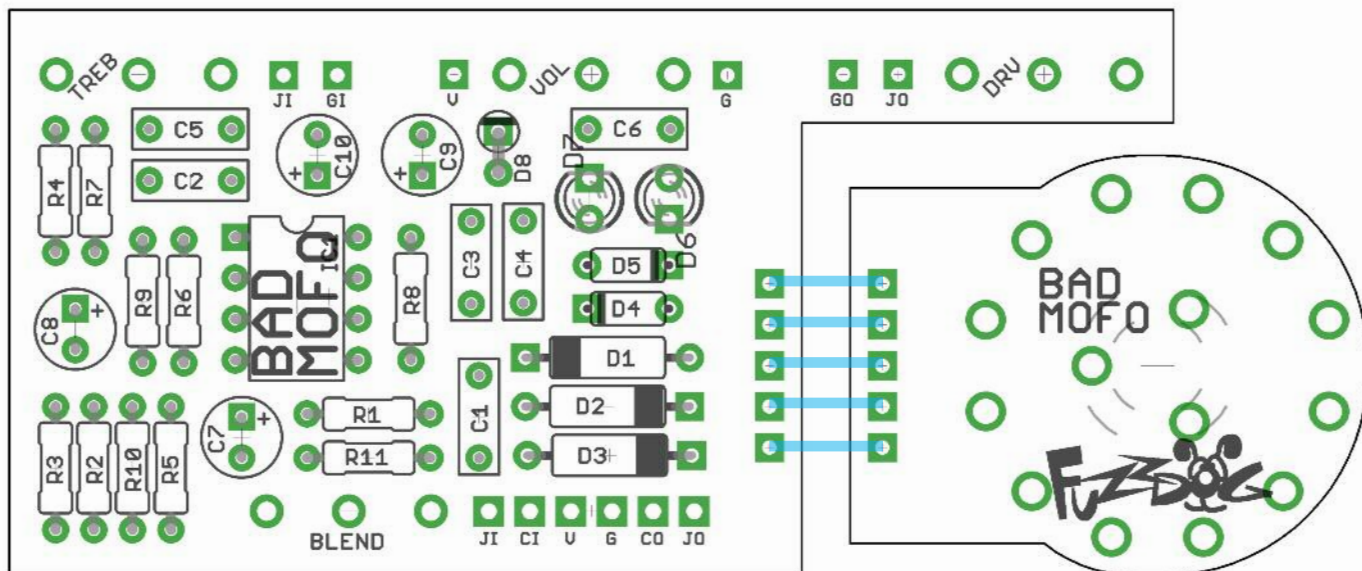 TREB
JI
GI
V
VOL
G
GO
JO
DRV
C5
C2
C10
+
C9
+
D8
D7
C6
D6
R4
R7
R9
R6
IC1
BAD
MOFO
R8
C3
C4
D5
D4
D1
D2
D3
C8
+
C7
+
R3
R2
R10
R5
R1
R11
C1
BLEND
JI
CI
V
G
CO
JO
BAD
MOFO
FuzzDog